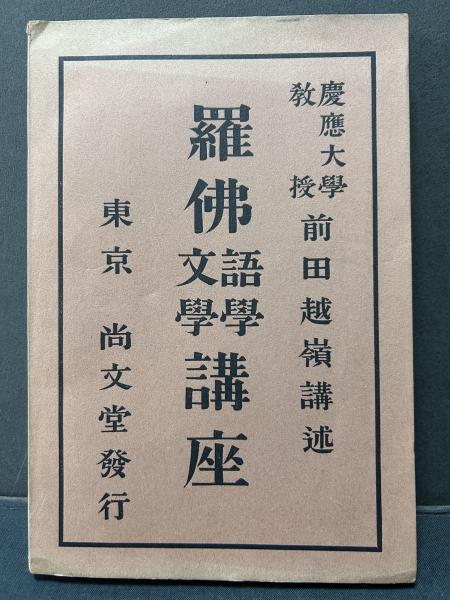 慶應大學教授 前田越嶺講述
羅佛語學文學講座
東京 尚文堂發行